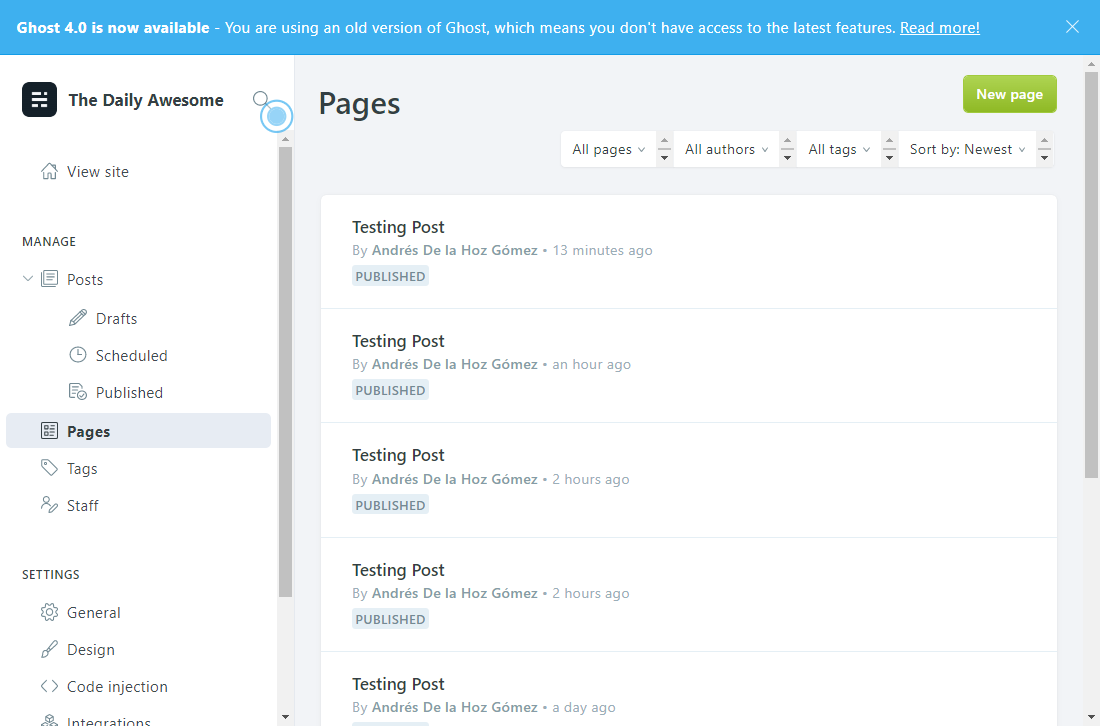 Ghost 4.0 is now available - You are using an old version of Ghost, which means you don't have access to the latest features. Read more!
The Daily Awesome
View site
MANAGE
Posts
Drafts
Scheduled
Published
Pages
Tags
Staff
SETTINGS
General
Design
Code injection
Integrations
Pages
New page
All pages
All authors
All tags
Sort by: Newest
Testing Post
By Andrés De la Hoz Gómez • 13 minutes ago
PUBLISHED
Testing Post
By Andrés De la Hoz Gómez • an hour ago
PUBLISHED
Testing Post
By Andrés De la Hoz Gómez • 2 hours ago
PUBLISHED
Testing Post
By Andrés De la Hoz Gómez • 2 hours ago
PUBLISHED
Testing Post
By Andrés De la Hoz Gómez • a day ago